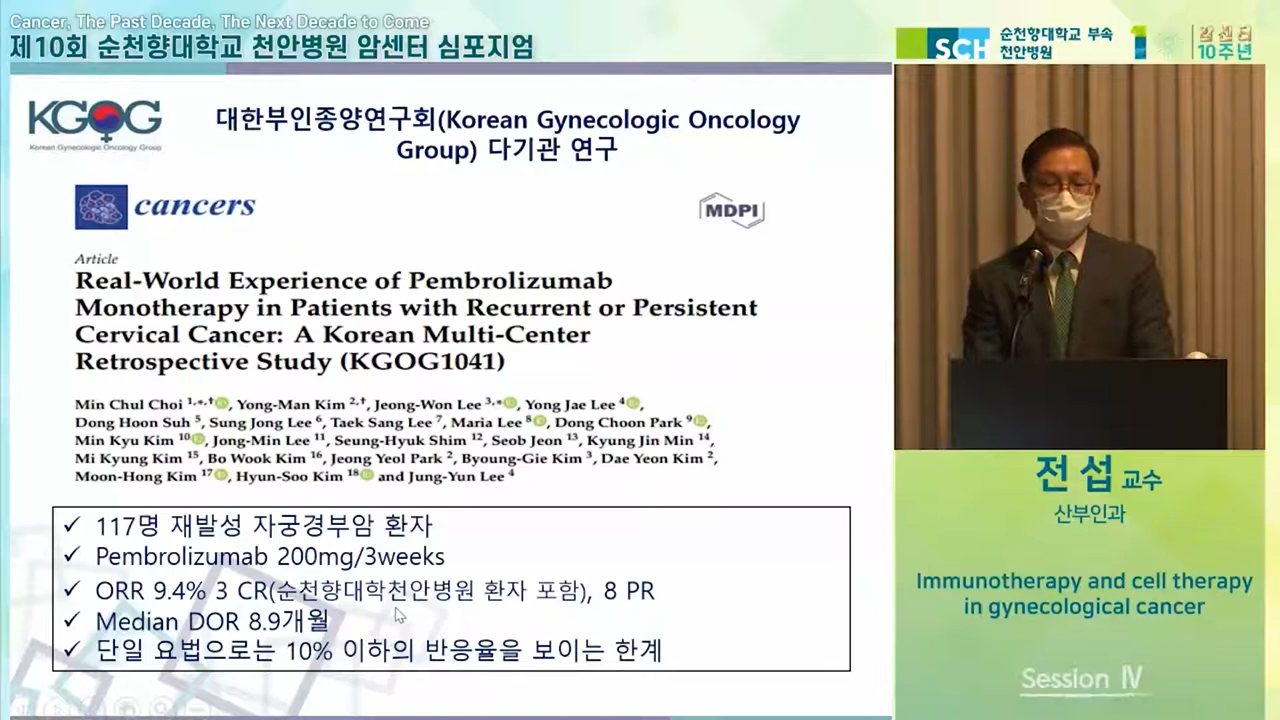 Cancer, The Past Decade, The Next Decade to Come
제10회 순천향대학교 천안병원 암센터 심포지엄
SCH 순천향대학교 부속
천안병원
1
암센터
10주년
KGOG
Korean Gynecologic Oncology Group
대한부인종양연구회(Korean Gynecologic Oncology
Group) 다기관 연구
cancers
MDPI
Article
Real-World Experience of Pembrolizumab
Monotherapy in Patients with Recurrent or Persistent
Cervical Cancer: A Korean Multi-Center
Retrospective Study (KGOG1041)
Min Chul Choi 1,*,†, Yong-Man Kim 2,†, Jeong-Won Lee 3,*, Yong Jae Lee 4,
Dong Hoon Suh 5, Sung Jong Lee 6, Taek Sang Lee 7, Maria Lee 8, Dong Choon Park 9,
Min Kyu Kim 10, Jong-Min Lee 11, Seung-Hyuk Shim 12, Seob Jeon 13, Kyung Jin Min 14,
Mi Kyung Kim 15, Bo Wook Kim 16, Jeong Yeol Park 2, Byoung-Gie Kim 3, Dae Yeon Kim 2,
Moon-Hong Kim 17, Hyun-Soo Kim 18 and Jung-Yun Lee 4
✓ 117명 재발성 자궁경부암 환자
✓ Pembrolizumab 200mg/3weeks
✓ ORR 9.4% 3 CR(순천향대학천안병원 환자 포함), 8 PR
✓ Median DOR 8.9개월
✓ 단일 요법으로는 10% 이하의 반응율을 보이는 한계
전 섭 교수
산부인과
Immunotherapy and cell therapy
in gynecological cancer
Session Ⅳ